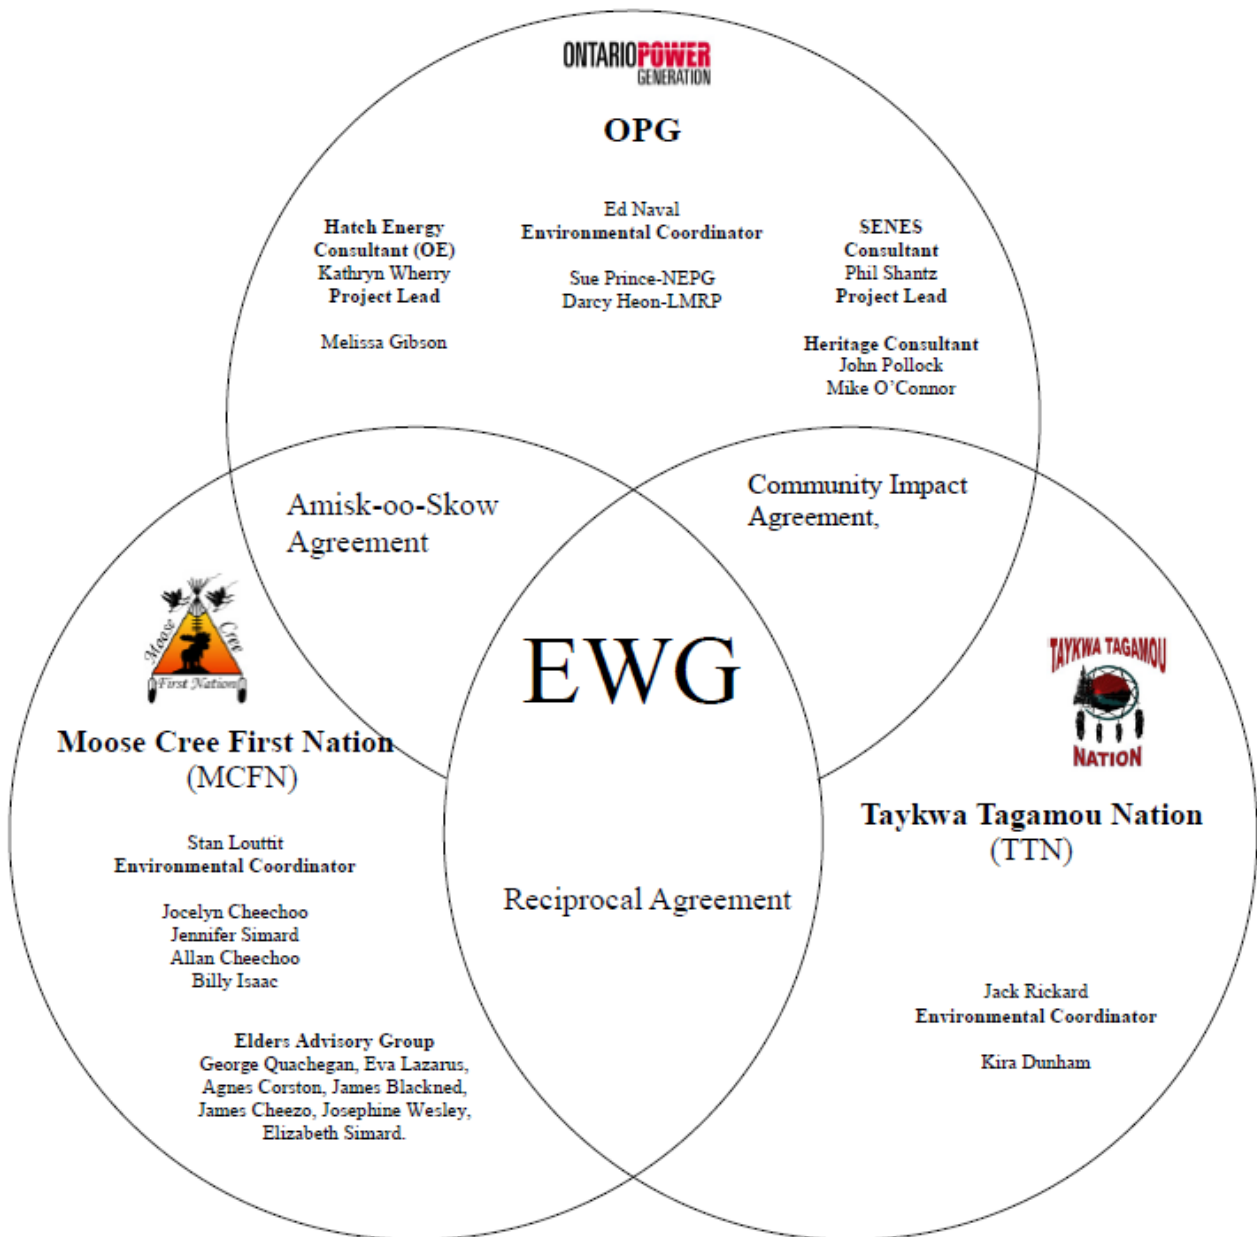 ONTARIOPOWER
GENERATION
OPG
Ed Naval
Environmental Coordinator
Sue Prince-NEPG
Darcy Heon-LMRP
Hatch Energy
Consultant (OE)
Kathryn Wherry
Project Lead
Melissa Gibson
SENES
Consultant
Phil Shantz
Project Lead
Heritage Consultant
John Pollock
Mike O’Connor
Amisk-oo-Skow
Agreement
Community Impact
Agreement,
EWG
Reciprocal Agreement
Moose Cree
First Nation
Moose Cree First Nation
(MCFN)
Stan Louttit
Environmental Coordinator
Jocelyn Cheechoo
Jennifer Simard
Allan Cheechoo
Billy Isaac
Elders Advisory Group
George Quachegan, Eva Lazarus,
Agnes Corston, James Blackned,
James Cheezo, Josephine Wesley,
Elizabeth Simard.
TAYKWA TAGAMOU
NATION
Taykwa Tagamou Nation
(TTN)
Jack Rickard
Environmental Coordinator
Kira Dunham